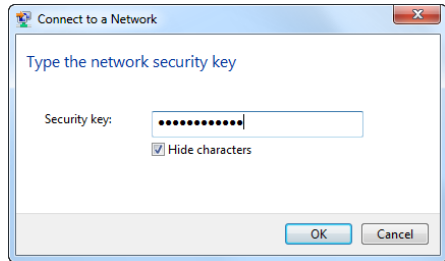 Connect to a Network
Type the network security key
Security key: ●●●●●●●●●●●●
Hide characters
OK Cancel